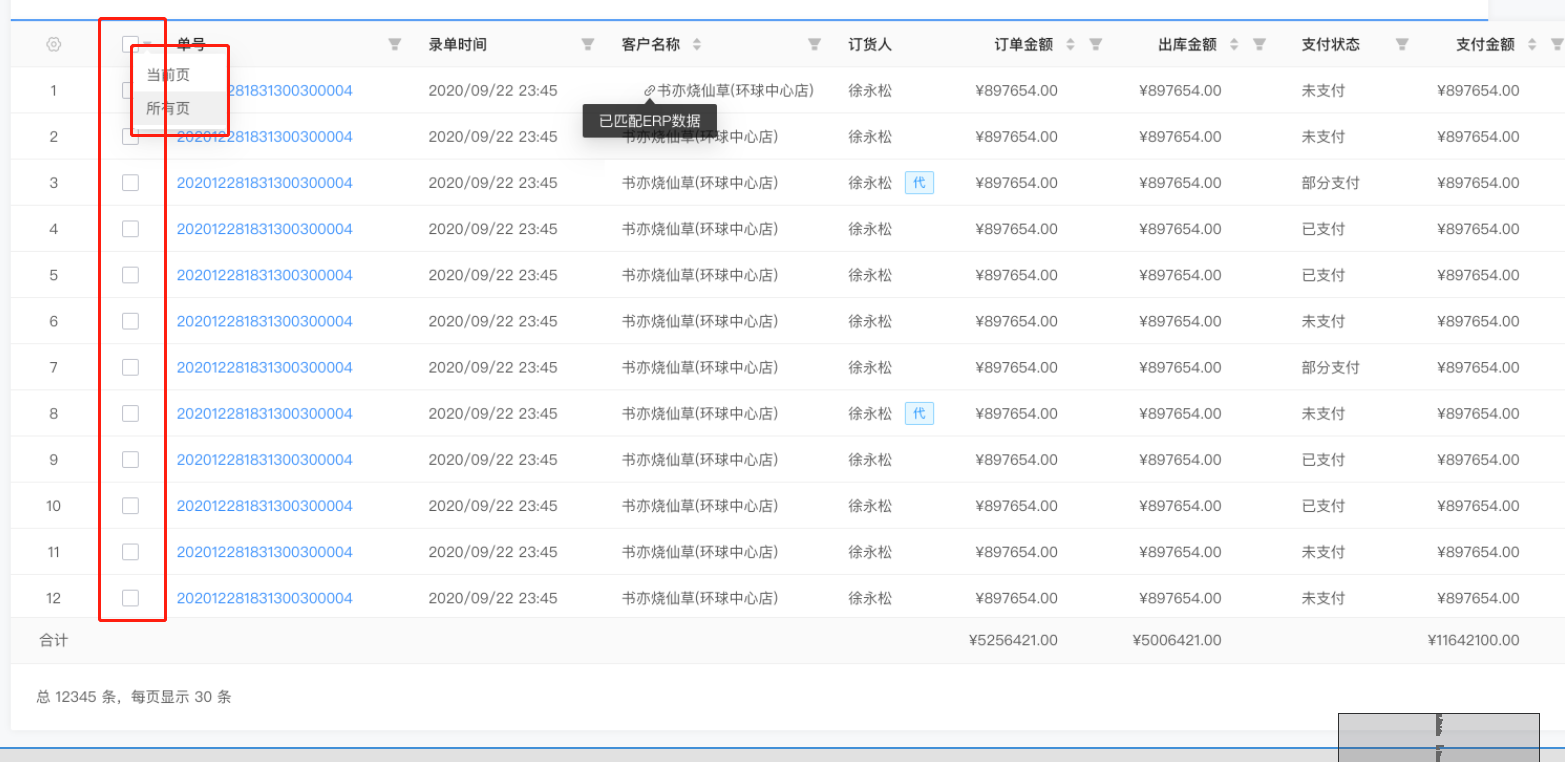 单号 录单时间 客户名称 订货人 订单金额 出库金额 支付状态 支付金额
当前页
1 281831300300004 2020/09/22 23:45 书亦烧仙草(环球中心店) 徐永松 ¥897654.00 ¥897654.00 未支付 ¥897654.00
所有页
已匹配ERP数据
2 202012281831300300004 2020/09/22 23:45 书亦烧仙草(环球中心店) 徐永松 ¥897654.00 ¥897654.00 未支付 ¥897654.00
3 202012281831300300004 2020/09/22 23:45 书亦烧仙草(环球中心店) 徐永松 代 ¥897654.00 ¥897654.00 部分支付 ¥897654.00
4 202012281831300300004 2020/09/22 23:45 书亦烧仙草(环球中心店) 徐永松 ¥897654.00 ¥897654.00 已支付 ¥897654.00
5 202012281831300300004 2020/09/22 23:45 书亦烧仙草(环球中心店) 徐永松 ¥897654.00 ¥897654.00 已支付 ¥897654.00
6 202012281831300300004 2020/09/22 23:45 书亦烧仙草(环球中心店) 徐永松 ¥897654.00 ¥897654.00 未支付 ¥897654.00
7 202012281831300300004 2020/09/22 23:45 书亦烧仙草(环球中心店) 徐永松 ¥897654.00 ¥897654.00 部分支付 ¥897654.00
8 202012281831300300004 2020/09/22 23:45 书亦烧仙草(环球中心店) 徐永松 代 ¥897654.00 ¥897654.00 未支付 ¥897654.00
9 202012281831300300004 2020/09/22 23:45 书亦烧仙草(环球中心店) 徐永松 ¥897654.00 ¥897654.00 已支付 ¥897654.00
10 202012281831300300004 2020/09/22 23:45 书亦烧仙草(环球中心店) 徐永松 ¥897654.00 ¥897654.00 已支付 ¥897654.00
11 202012281831300300004 2020/09/22 23:45 书亦烧仙草(环球中心店) 徐永松 ¥897654.00 ¥897654.00 未支付 ¥897654.00
12 202012281831300300004 2020/09/22 23:45 书亦烧仙草(环球中心店) 徐永松 ¥897654.00 ¥897654.00 未支付 ¥897654.00
合计 ¥5256421.00 ¥5006421.00 ¥11642100.00
总 12345 条，每页显示 30 条